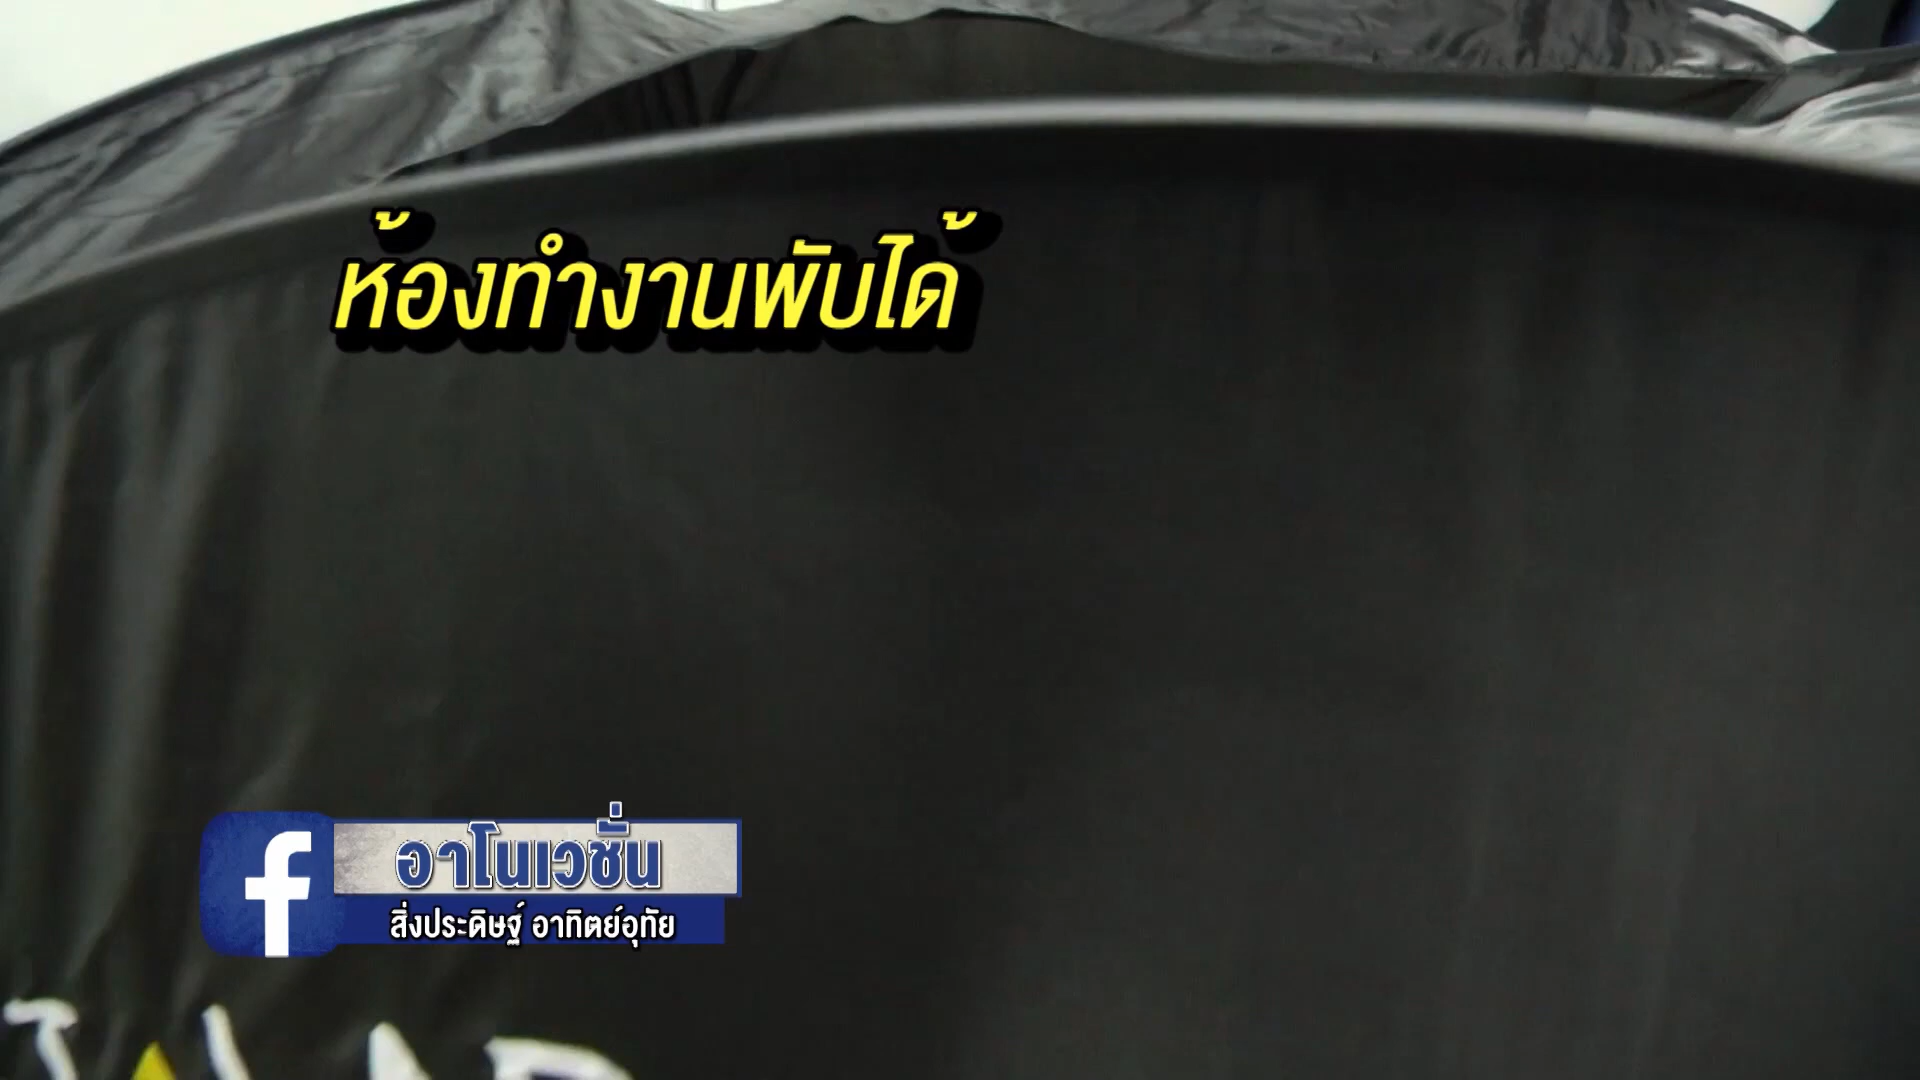 ห้องทำงานพับได้
อาโนเวชั่น
สิ่งประดิษฐ์ อาทิตย์อุทัย